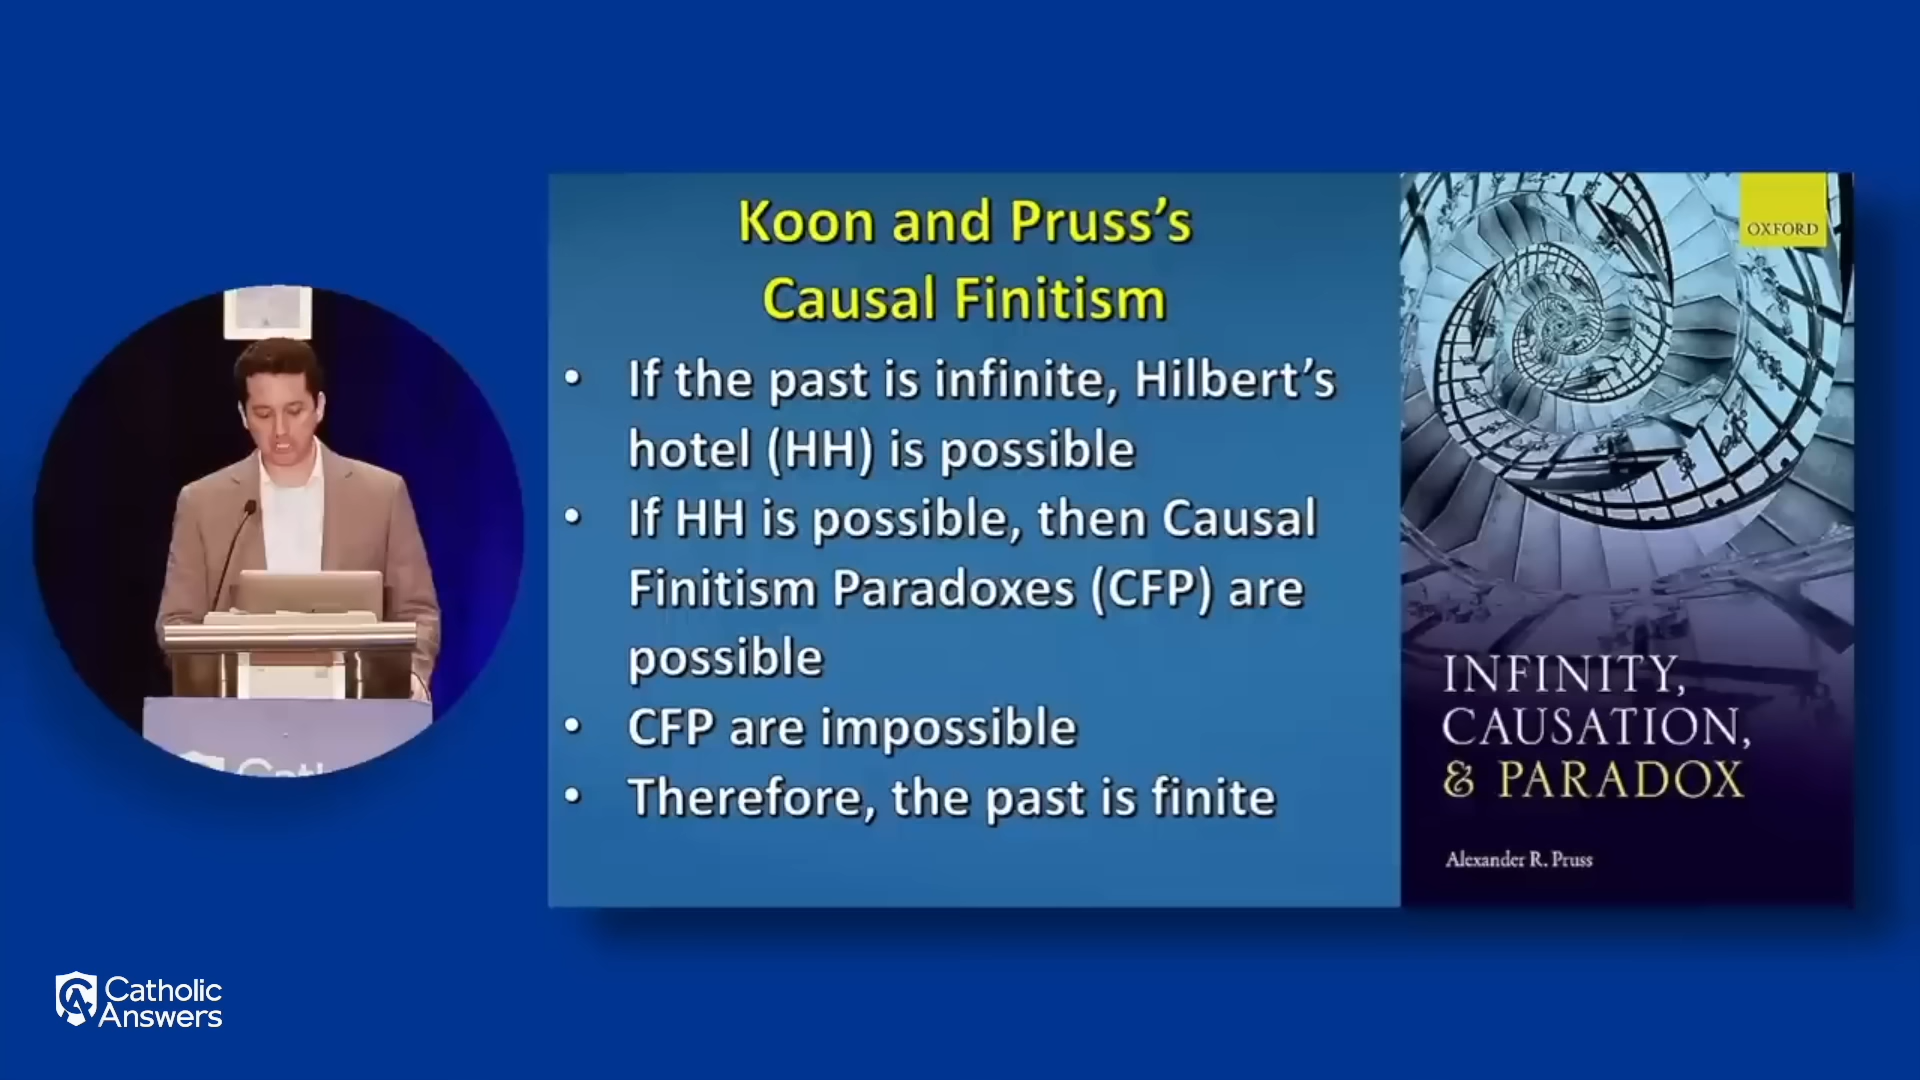 Koon and Pruss's
Causal Finitism
• If the past is infinite, Hilbert's
hotel (HH) is possible
• If HH is possible, then Causal
Finitism Paradoxes (CFP) are
possible
• CFP are impossible
• Therefore, the past is finite
OXFORD
INFINITY,
CAUSATION,
& PARADOX
Alexander R. Pruss
Catholic
Answers